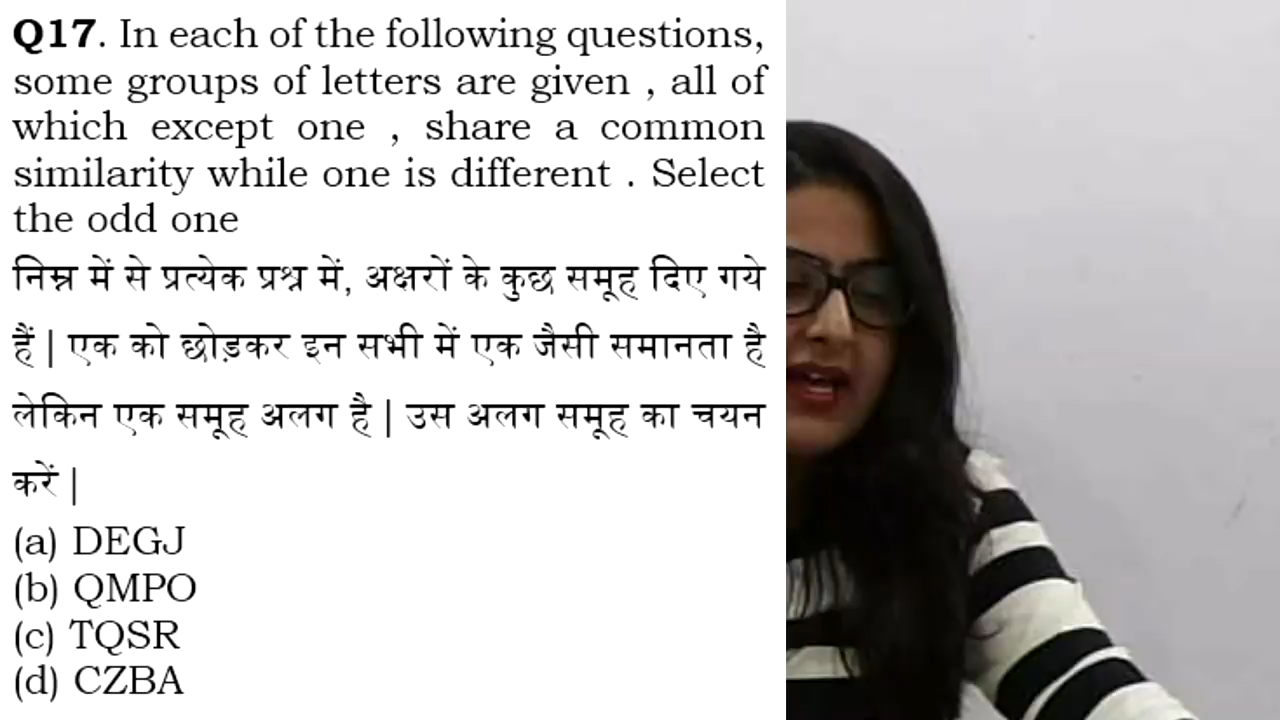 Q17. In each of the following questions,
some groups of letters are given , all of
which except one , share a common
similarity while one is different . Select
the odd one
निम्न में से प्रत्येक प्रश्न में, अक्षरों के कुछ समूह दिए गये
हैं | एक को छोड़कर इन सभी में एक जैसी समानता है
लेकिन एक समूह अलग है | उस अलग समूह का चयन
करें |
(a) DEGJ
(b) QMPO
(c) TQSR
(d) CZBA